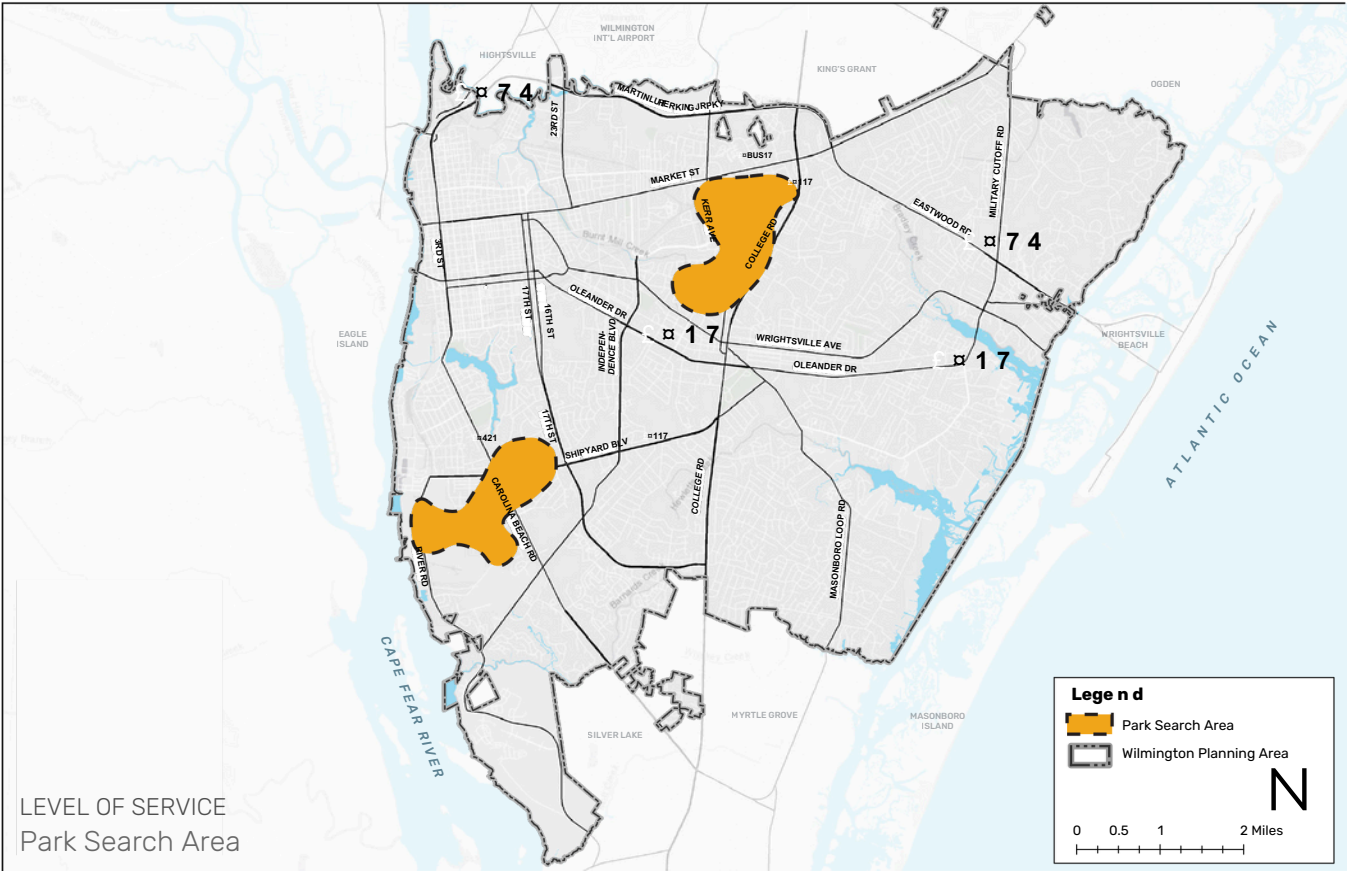 WILMINGTON
INT'L AIRPORT
HIGHTSVILLE
KING'S GRANT
OGDEN
¤ 7 4
23RD ST
¤BUS17
MARKET ST
¤117
MILITARY CUTOFF RD
KERR AVE
COLLEGE RD
EASTWOOD RD
¤ 7 4
Burnt Mill Creek
3RD ST
17TH ST
16TH ST
OLEANDER DR
INDEPEN-
DENCE BLVD
£ ¤ 1 7
WRIGHTSVILLE AVE
OLEANDER DR
£ ¤ 1 7
EAGLE
ISLAND
WRIGHTSVILLE
BEACH
ATLANTIC OCEAN
¤421
17TH ST
SHIPYARD BLV
¤117
COLLEGE RD
CAROLINA BEACH RD
RIVER RD
MASONBORO LOOP RD
CAPE FEAR RIVER
SILVER LAKE
MYRTLE GROVE
MASONBORO
ISLAND
LEVEL OF SERVICE
Park Search Area
Lege n d
Park Search Area
Wilmington Planning Area
N
0 0.5 1 2 Miles